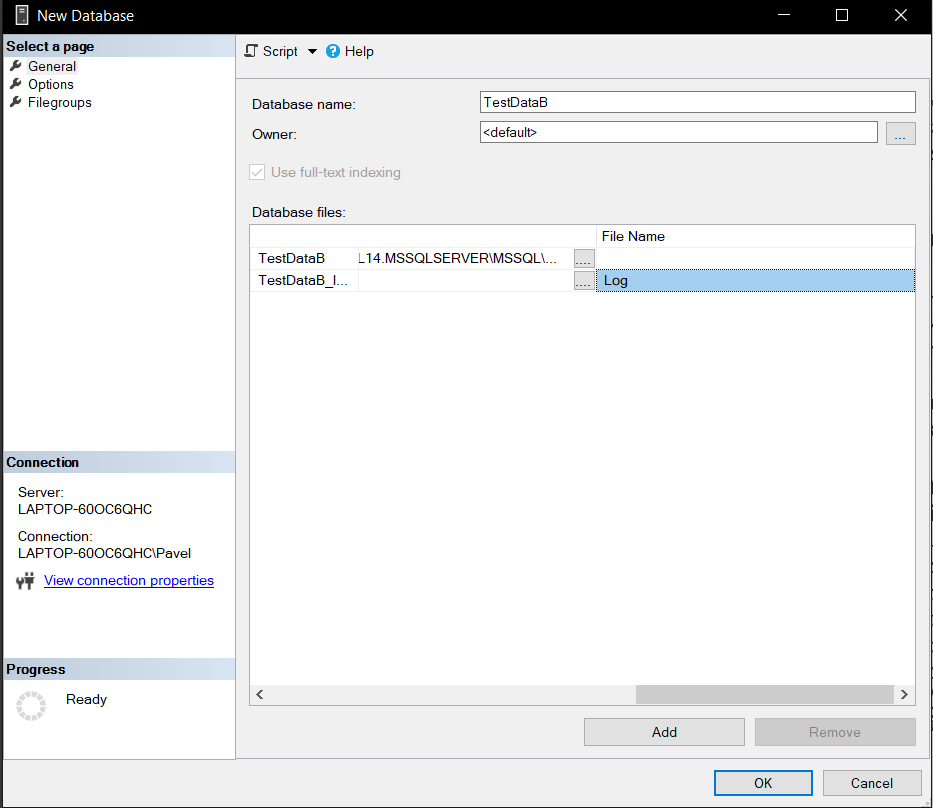 New Database
Select a page
General
Options
Filegroups
Script
Help
Database name:
TestDataB
Owner:
<default>
...
Use full-text indexing
Database files:
File Name
TestDataB
L14.MSSQLSERVER\MSSQL\...
....
TestDataB_l...
....
Log
Connection
Server:
LAPTOP-60OC6QHC
Connection:
LAPTOP-60OC6QHC\Pavel
View connection properties
Progress
Ready
Add
Remove
OK
Cancel